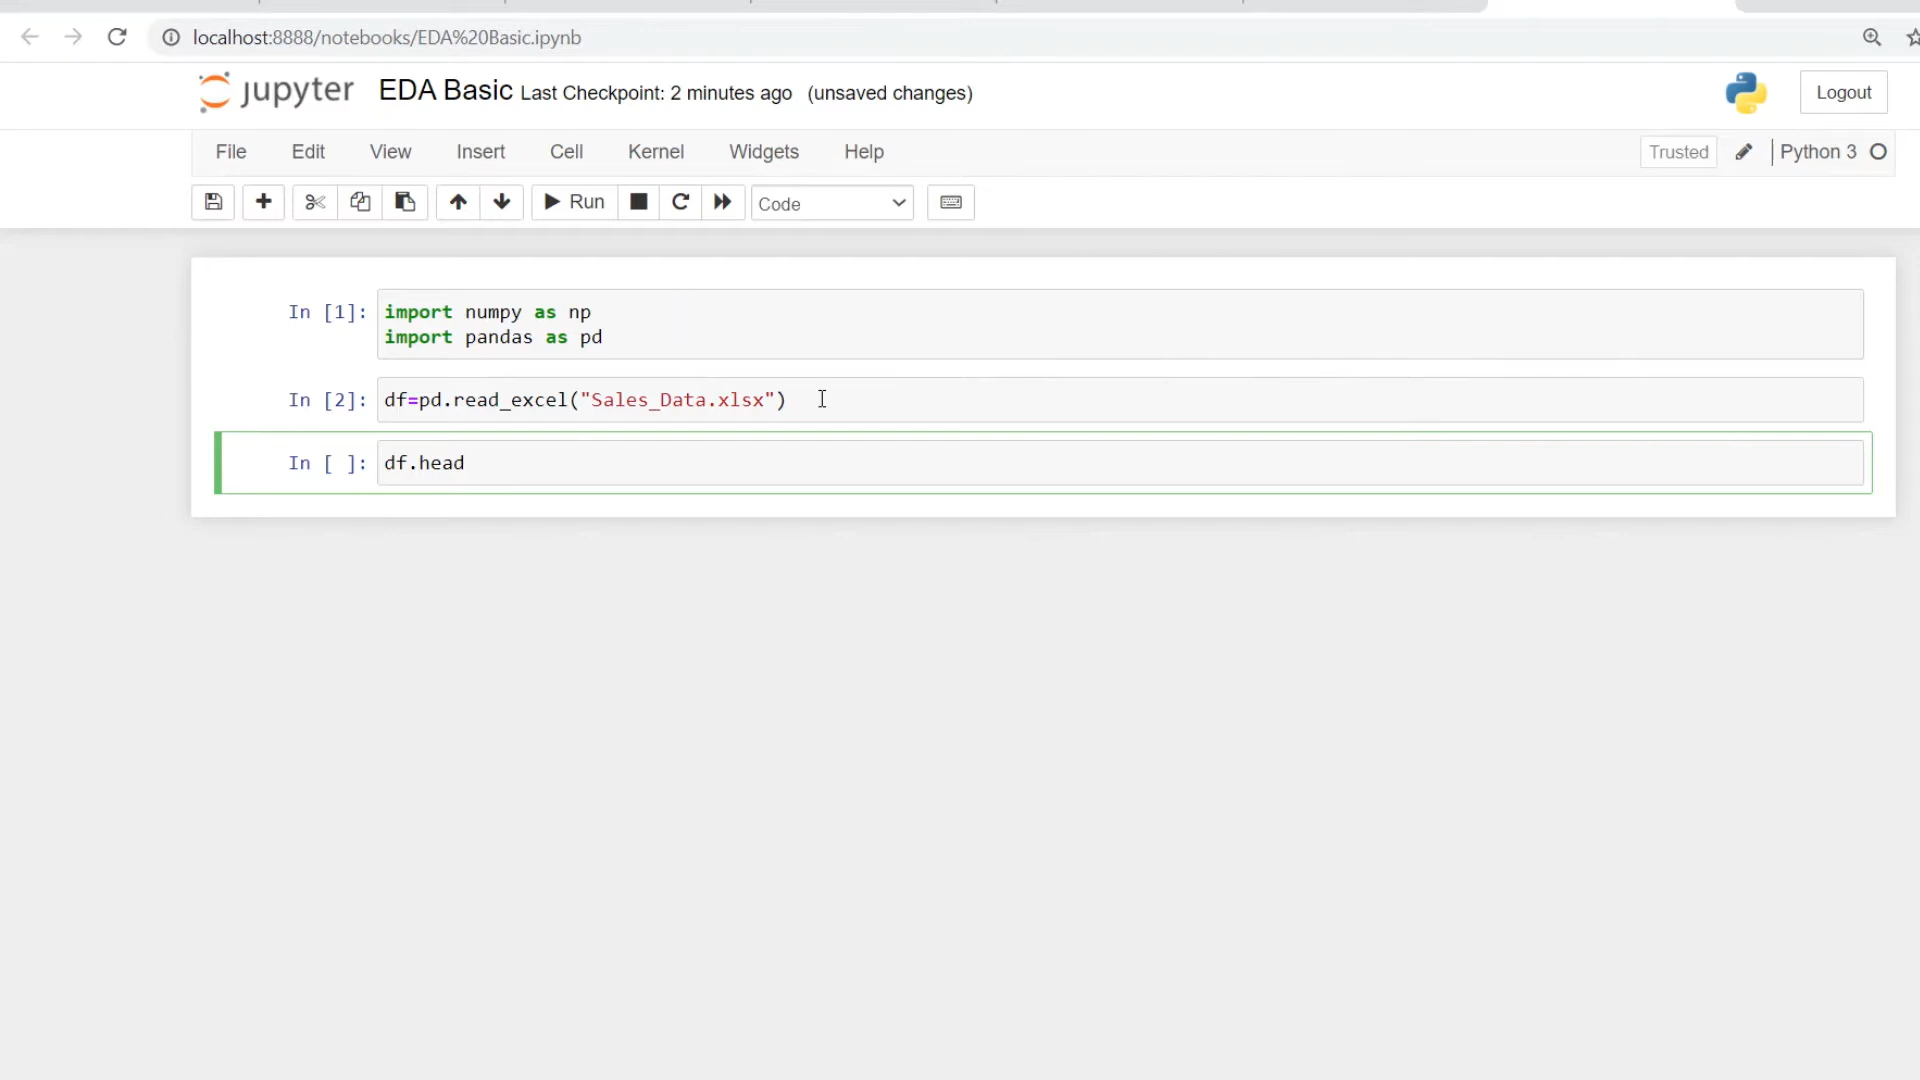 localhost:8888/notebooks/EDA%20Basic.ipynb
jupyter EDA Basic Last Checkpoint: 2 minutes ago (unsaved changes) Logout
File Edit View Insert Cell Kernel Widgets Help Trusted Python 3
Run Code
In [1]: import numpy as np
import pandas as pd
In [2]: df=pd.read_excel("Sales_Data.xlsx")
In [ ]: df.head